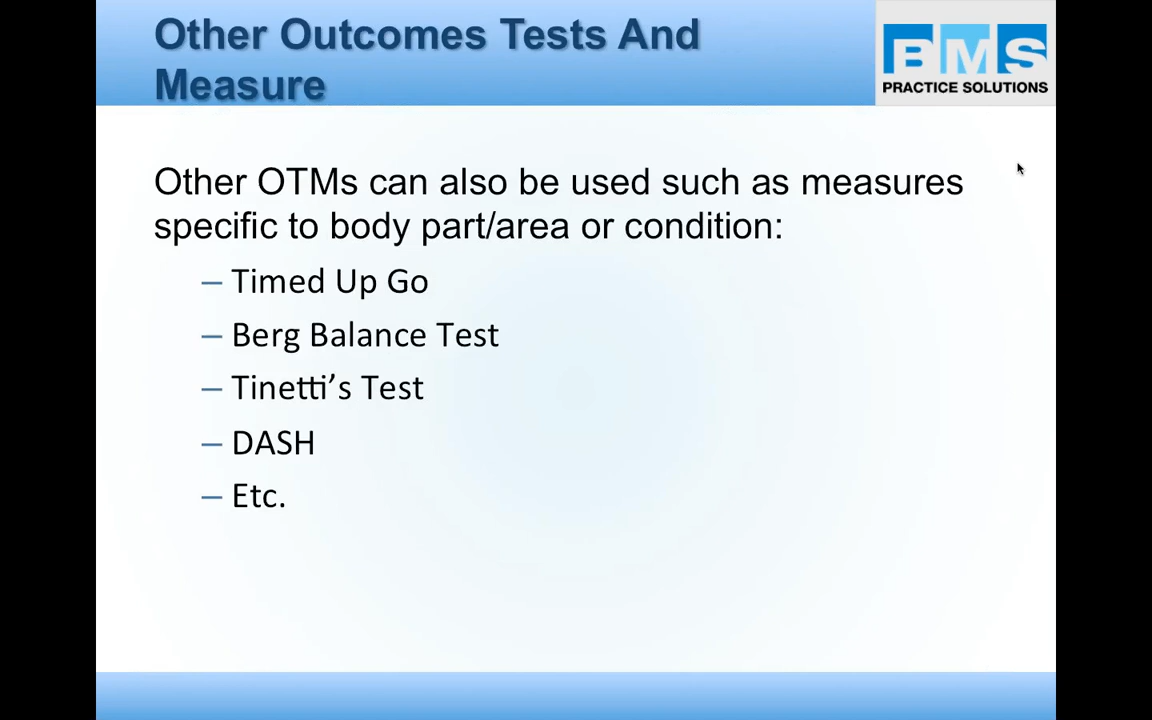 Other Outcomes Tests And
Measure
BMS
PRACTICE SOLUTIONS
Other OTMs can also be used such as measures
specific to body part/area or condition:
– Timed Up Go
– Berg Balance Test
– Tinetti’s Test
– DASH
– Etc.